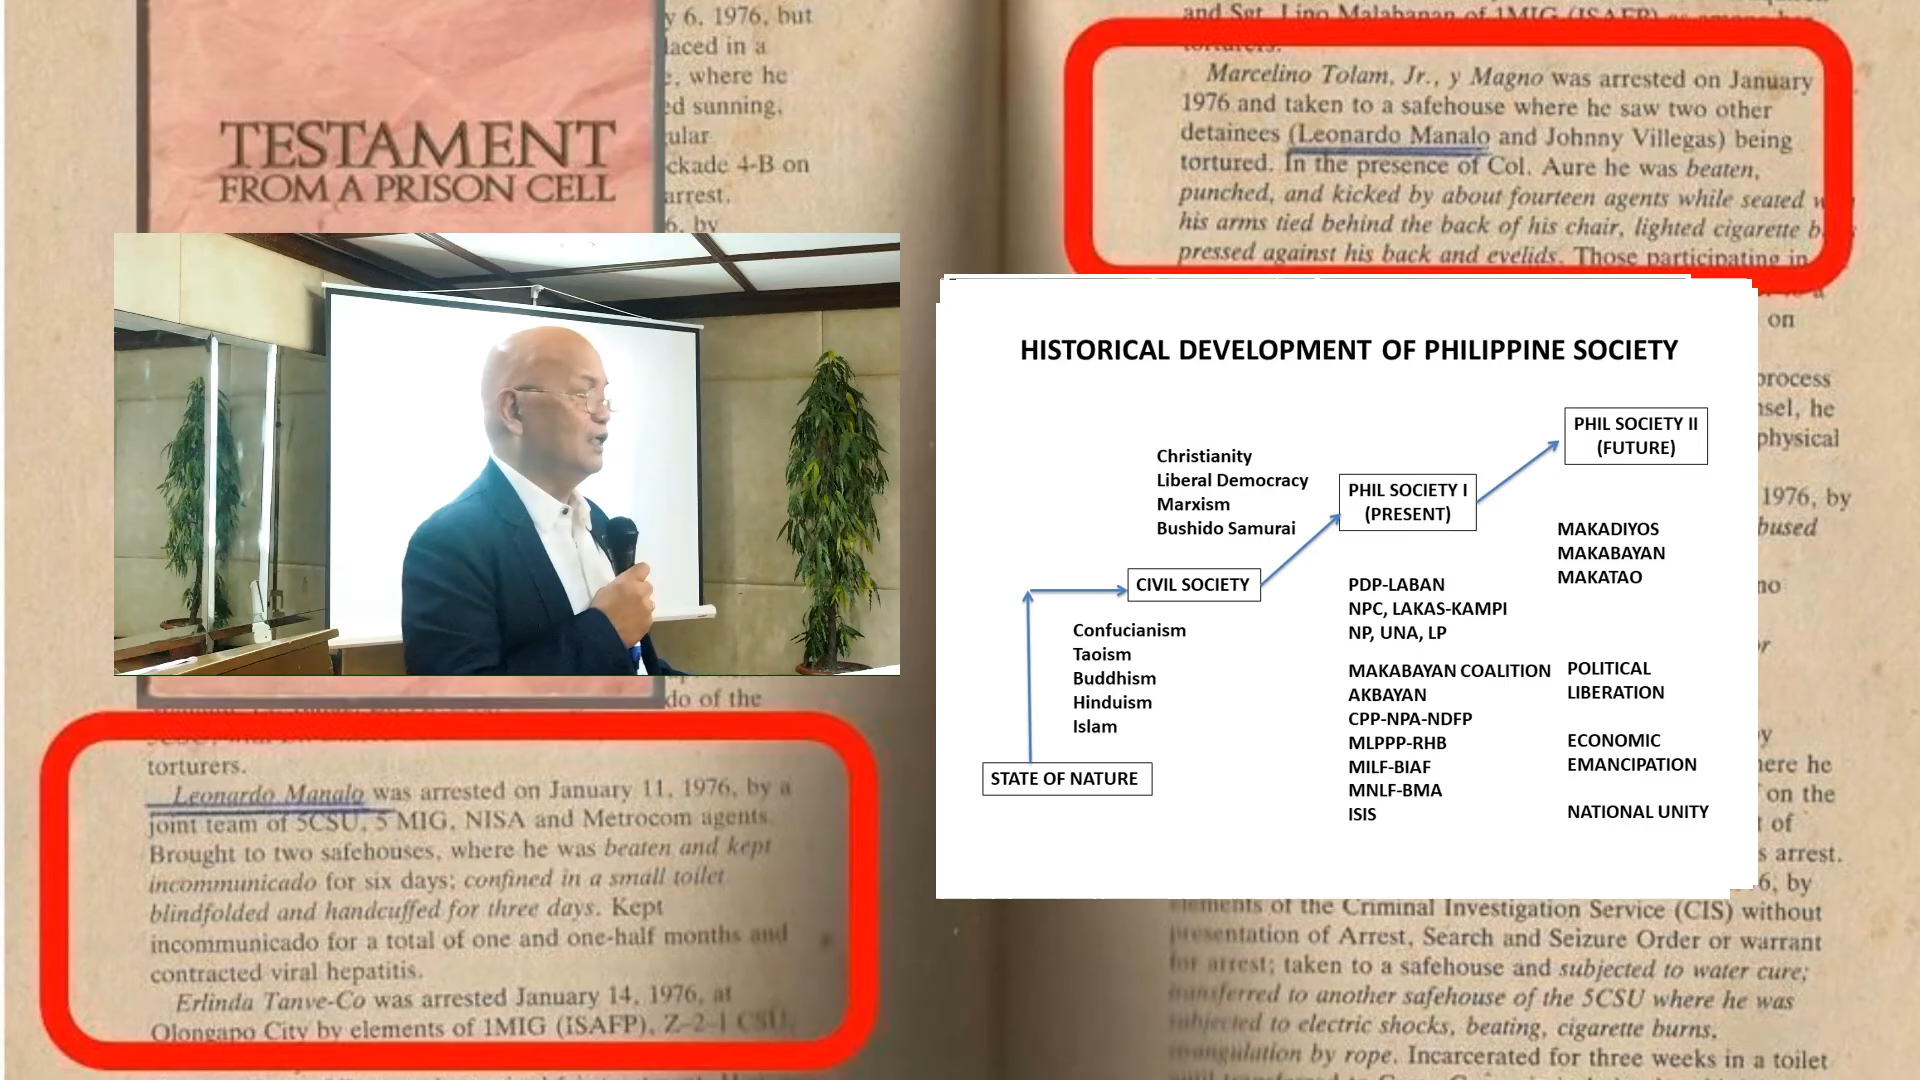 y 6, 1976, but
laced in a
, where he
ed sunning,
ular
ckade 4-B on
arrest.
6, by
TESTAMENT
FROM A PRISON CELL
do of the
torturers.
Leonardo Manalo was arrested on January 11, 1976, by a
joint team of 5CSU, 5 MIG, NISA and Metrocom agents.
Brought to two safehouses, where he was beaten and kept
incommunicado for six days; confined in a small toilet
blindfolded and handcuffed for three days. Kept
incommunicado for a total of one and one-half months and
contracted viral hepatitis.
Erlinda Tanve-Co was arrested January 14, 1976, at
Olongapo City by elements of 1MIG (ISAFP), Z-2-1 CSU,
and Sgt. Lino Malabanan of 1MIG (ISAFP)
torturers.
Marcelino Tolam, Jr., y Magno was arrested on January
1976 and taken to a safehouse where he saw two other
detainees (Leonardo Manalo and Johnny Villegas) being
tortured. In the presence of Col. Aure he was beaten,
punched, and kicked by about fourteen agents while seated w
his arms tied behind the back of his chair, lighted cigarette b
pressed against his back and eyelids. Those participating in
on
process
nsel, he
physical
1976, by
bused
no
or
by
here he
on the
t of
s arrest.
6, by
elements of the Criminal Investigation Service (CIS) without
presentation of Arrest, Search and Seizure Order or warrant
for arrest; taken to a safehouse and subjected to water cure;
transferred to another safehouse of the 5CSU where he was
subjected to electric shocks, beating, cigarette burns,
strangulation by rope. Incarcerated for three weeks in a toilet
HISTORICAL DEVELOPMENT OF PHILIPPINE SOCIETY
PHIL SOCIETY II
(FUTURE)
Christianity
Liberal Democracy
Marxism
Bushido Samurai
PHIL SOCIETY I
(PRESENT)
MAKADIYOS
MAKABAYAN
MAKATAO
CIVIL SOCIETY
PDP-LABAN
NPC, LAKAS-KAMPI
NP, UNA, LP
Confucianism
Taoism
Buddhism
Hinduism
Islam
MAKABAYAN COALITION
AKBAYAN
CPP-NPA-NDFP
MLPPP-RHB
MILF-BIAF
MNLF-BMA
ISIS
POLITICAL
LIBERATION
ECONOMIC
EMANCIPATION
NATIONAL UNITY
STATE OF NATURE